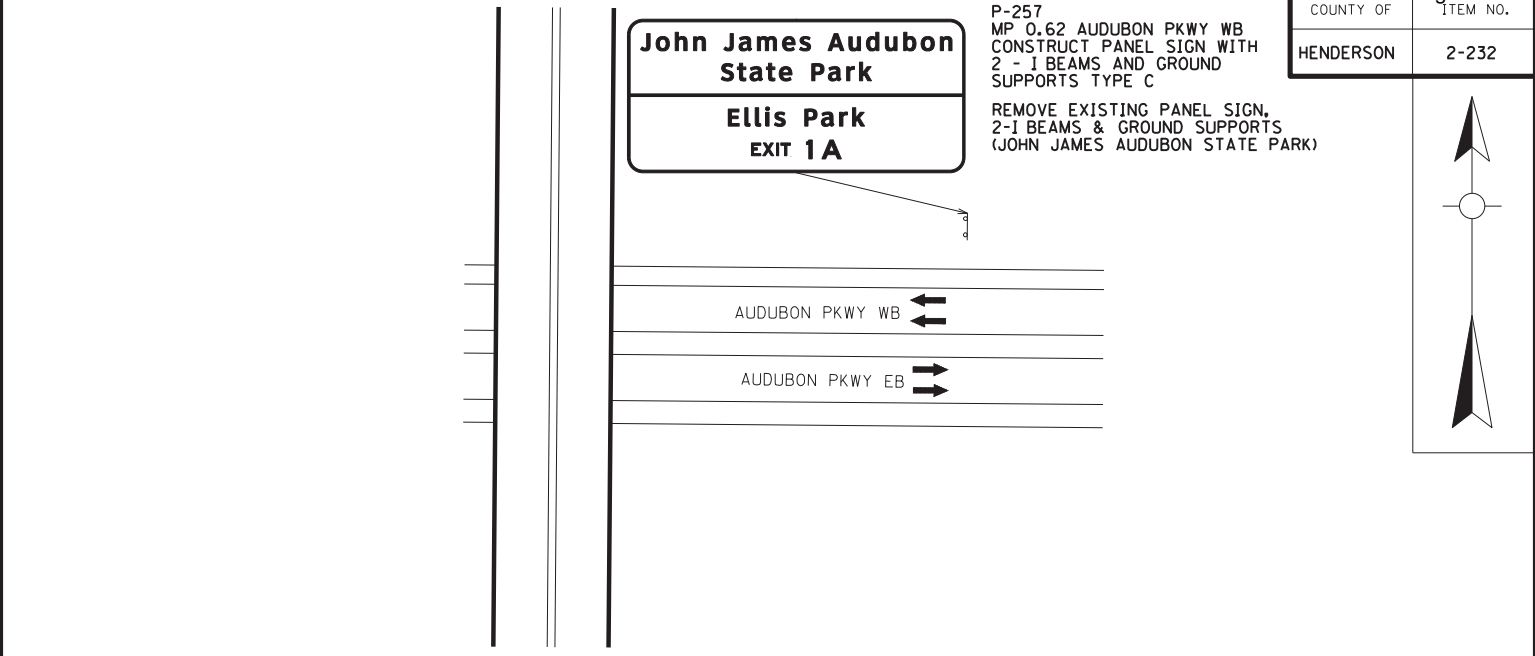 John James Audubon
State Park
Ellis Park
EXIT 1A
P-257
MP 0.62 AUDUBON PKWY WB
CONSTRUCT PANEL SIGN WITH
2 - I BEAMS AND GROUND
SUPPORTS TYPE C
REMOVE EXISTING PANEL SIGN,
2-I BEAMS & GROUND SUPPORTS
(JOHN JAMES AUDUBON STATE PARK)
COUNTY OF
ITEM NO.
HENDERSON
2-232
AUDUBON PKWY WB
AUDUBON PKWY EB